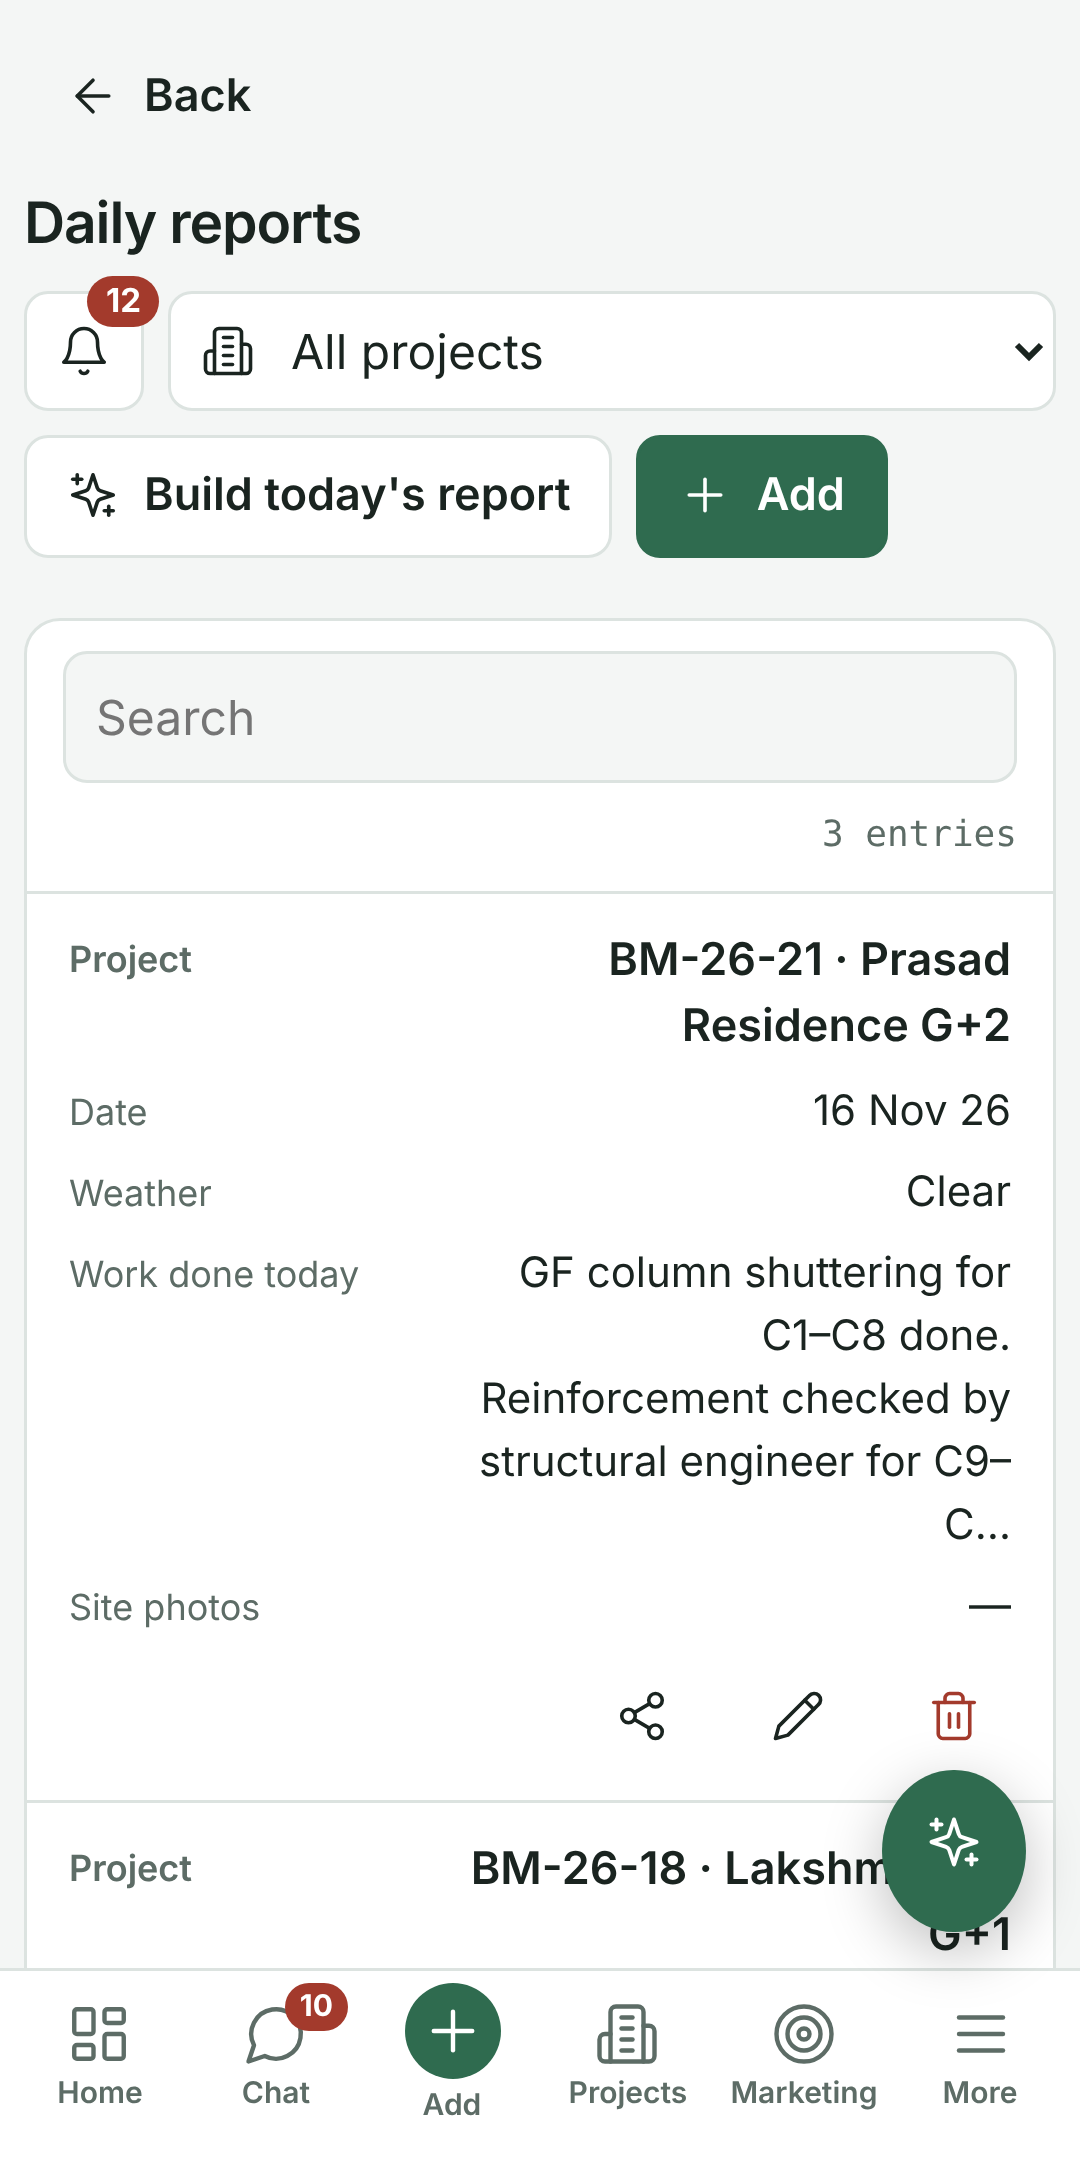 Back
Daily reports
12
All projects
Build today's report
Add
Search
3 entries
Project
BM-26-21 · Prasad
Residence G+2
Date
16 Nov 26
Weather
Clear
Work done today
GF column shuttering for
C1–C8 done.
Reinforcement checked by
structural engineer for C9–
C...
Site photos
—
Project
BM-26-18 · Lakshm
G+1
10
Home
Chat
Add
Projects
Marketing
More